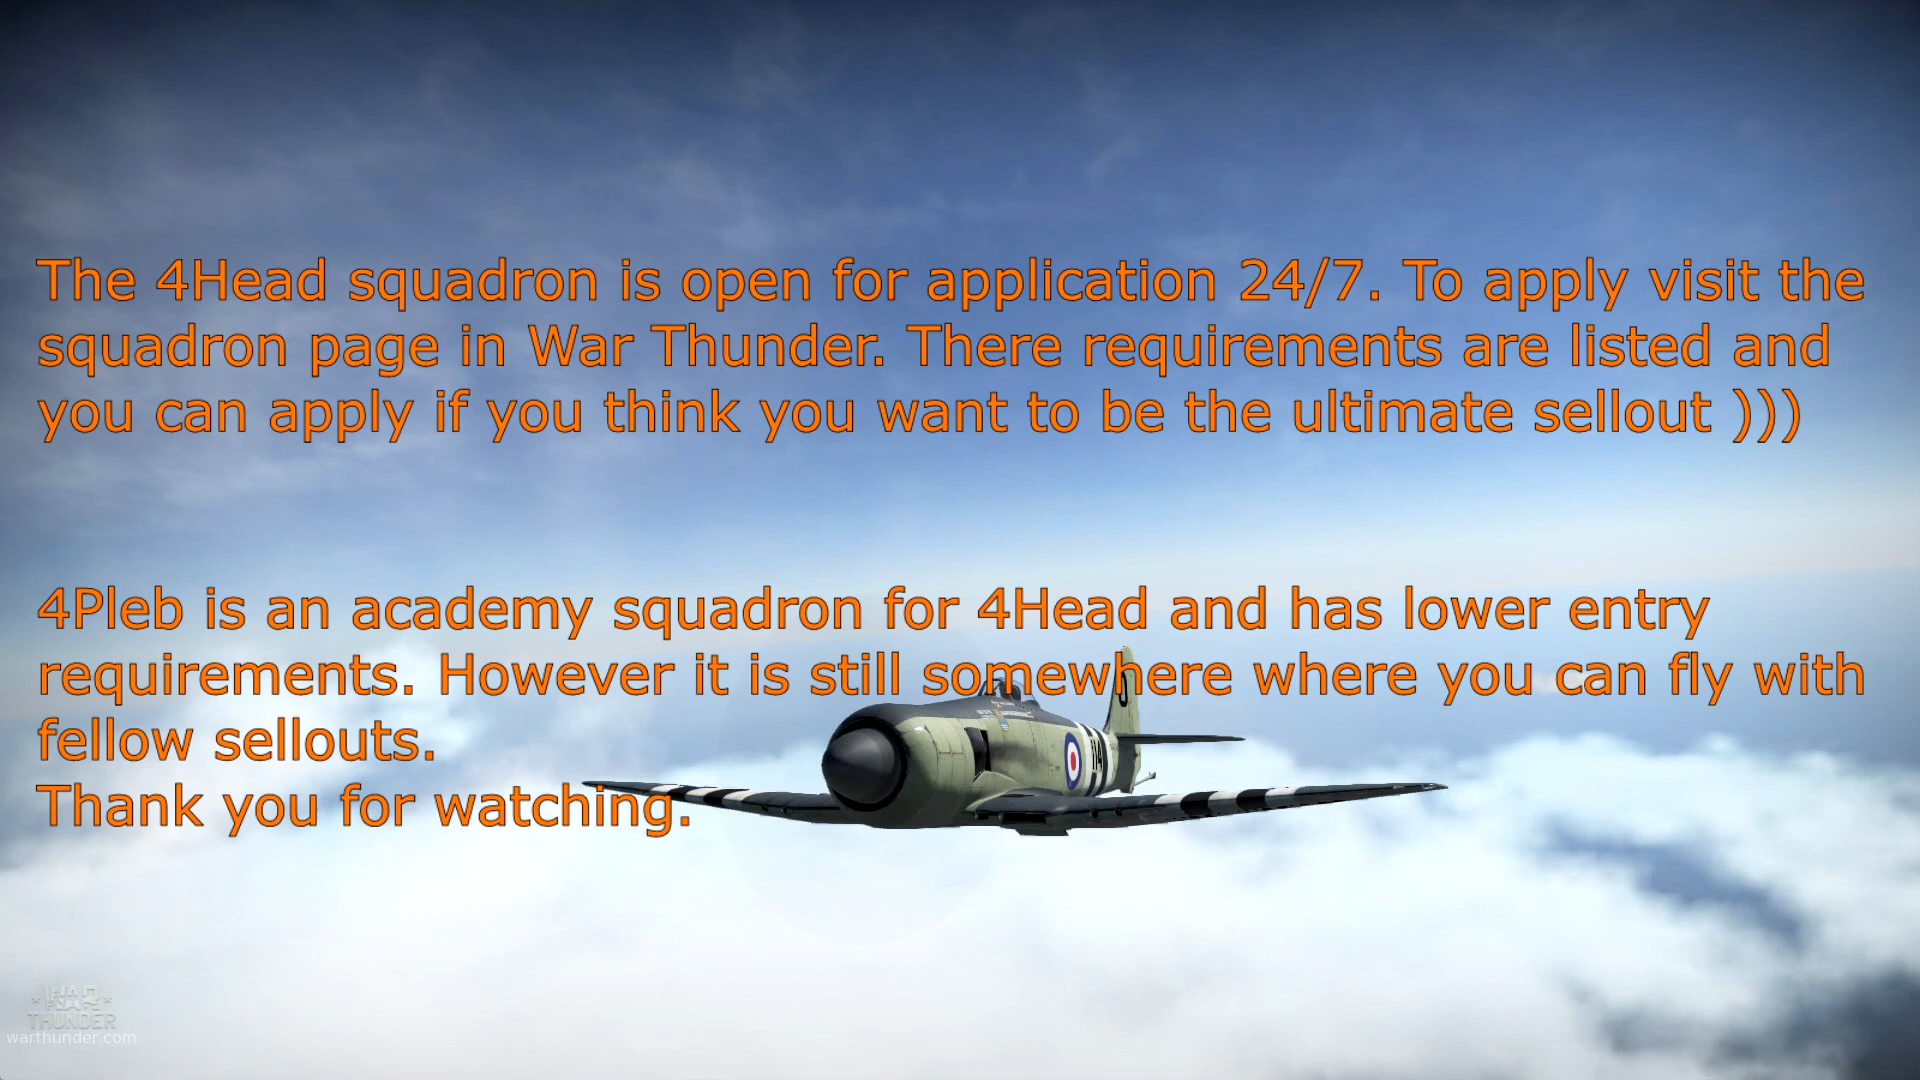 The 4Head squadron is open for application 24/7. To apply visit the
squadron page in War Thunder. There requirements are listed and
you can apply if you think you want to be the ultimate sellout )))
4Pleb is an academy squadron for 4Head and has lower entry
requirements. However it is still somewhere where you can fly with
fellow sellouts.
Thank you for watching.
WAR
THUNDER
warthunder.com